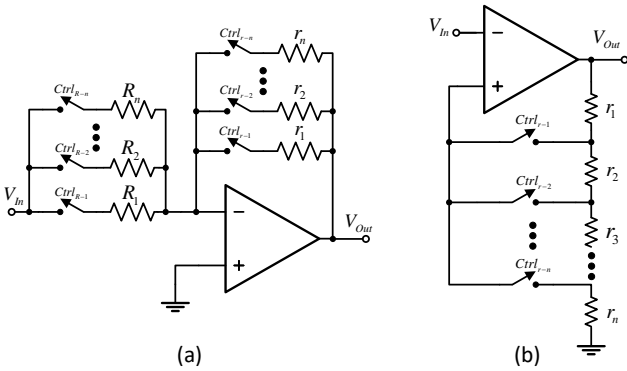 Ctrl_{r-n}
r_n
Ctrl_{r-2}
r_2
Ctrl_{r-1}
r_1
Ctrl_{R-n}
R_n
Ctrl_{R-2}
R_2
Ctrl_{R-1}
R_1
V_{In}
−
+
V_{Out}
(a)
V_{In}
−
+
V_{Out}
r_1
Ctrl_{r-1}
r_2
Ctrl_{r-2}
r_3
Ctrl_{r-n}
r_n
(b)